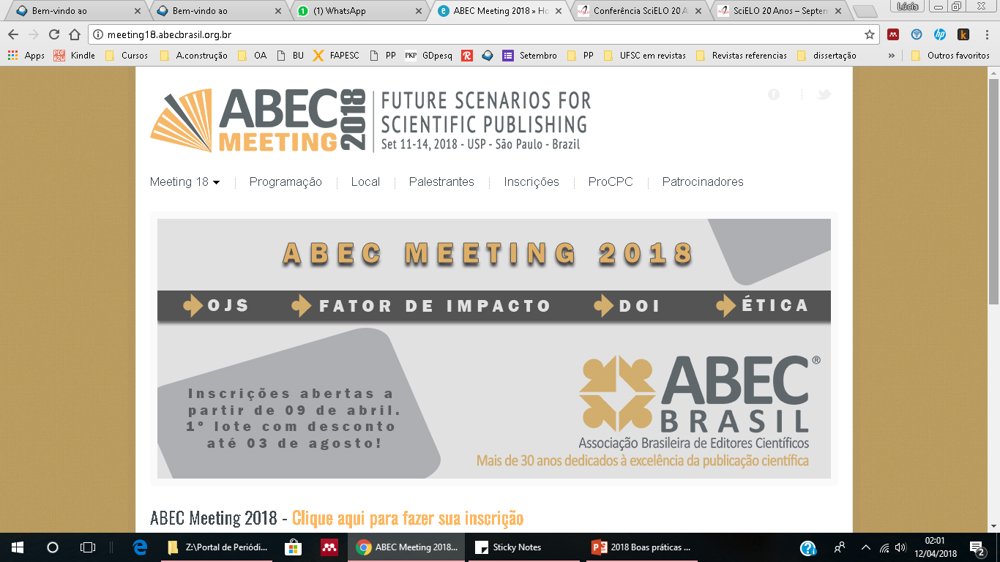 Bem-vindo ao
Bem-vindo ao
(1) WhatsApp
ABEC Meeting 2018 » Ho
Conferência SciELO 20 A
SciELO 20 Anos – Septem
Lúcia
meeting18.abecbrasil.org.br
Apps
Kindle
Cursos
A.construção
OA
BU
FAPESC
PP
PKP GDpesq
Setembro
PP
UFSC em revistas
Revistas referencias
dissertação
»
Outros favoritos
ABEC
MEETING
2018
FUTURE SCENARIOS FOR
SCIENTIFIC PUBLISHING
Set 11-14, 2018 - USP - São Paulo - Brazil
Meeting 18
Programação
Local
Palestrantes
Inscrições
ProCPC
Patrocinadores
ABEC MEETING 2018
OJS
FATOR DE IMPACTO
DOI
ÉTICA
Inscrições abertas a
partir de 09 de abril.
1° lote com desconto
até 03 de agosto!
ABEC®
BRASIL
Associação Brasileira de Editores Científicos
Mais de 30 anos dedicados à excelência da publicação científica
ABEC Meeting 2018 - Clique aqui para fazer sua inscrição
Z:\Portal de Periódi...
ABEC Meeting 2018...
Sticky Notes
2018 Boas práticas ...
02:01
12/04/2018
2